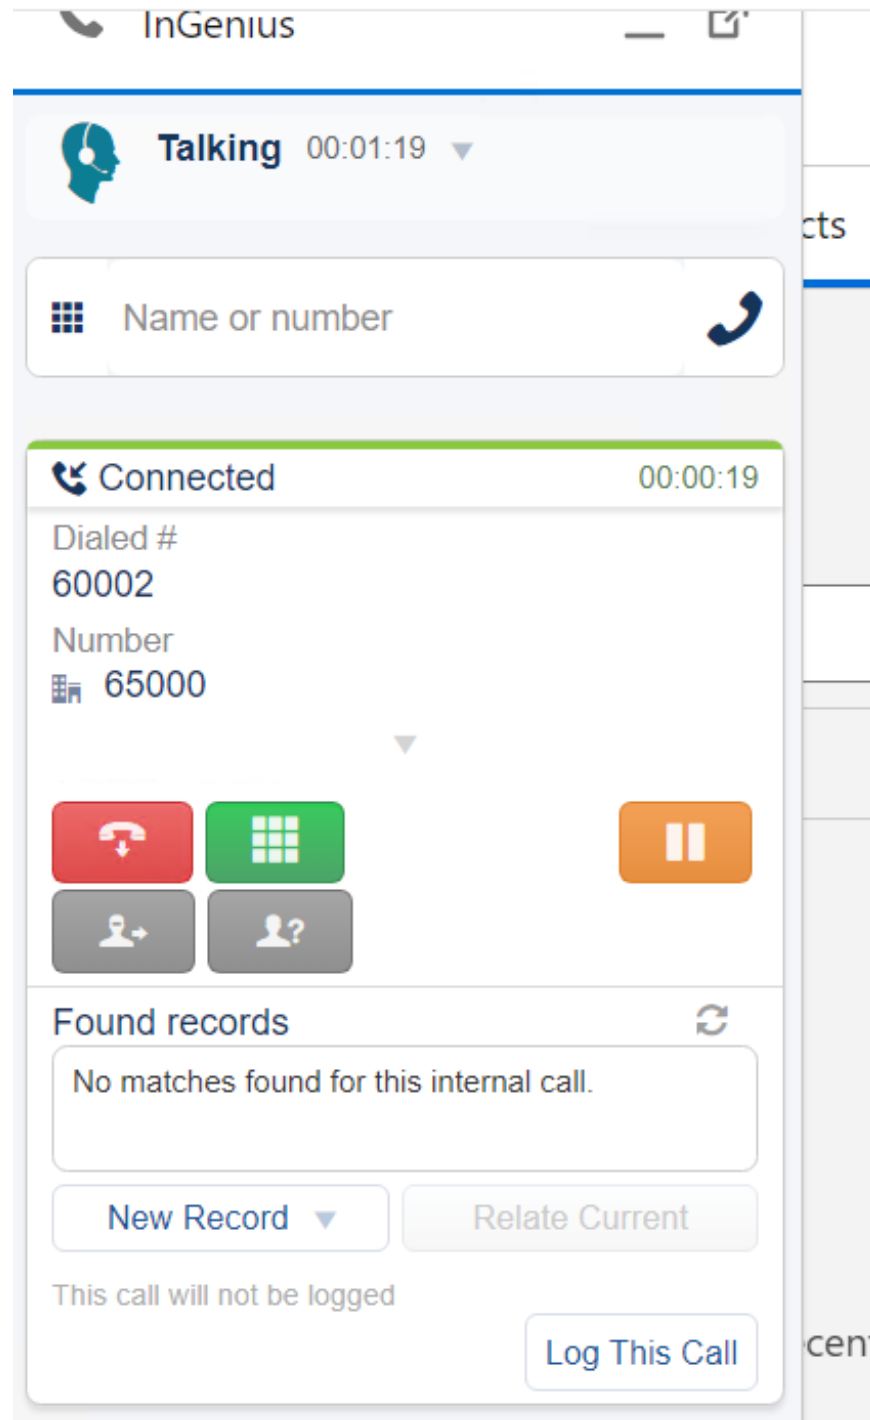 InGenius
Talking 00:01:19
cts
Name or number
Connected 00:00:19
Dialed #
60002
Number
65000
?
Found records
No matches found for this internal call.
New Record Relate Current
This call will not be logged
Log This Call
cent